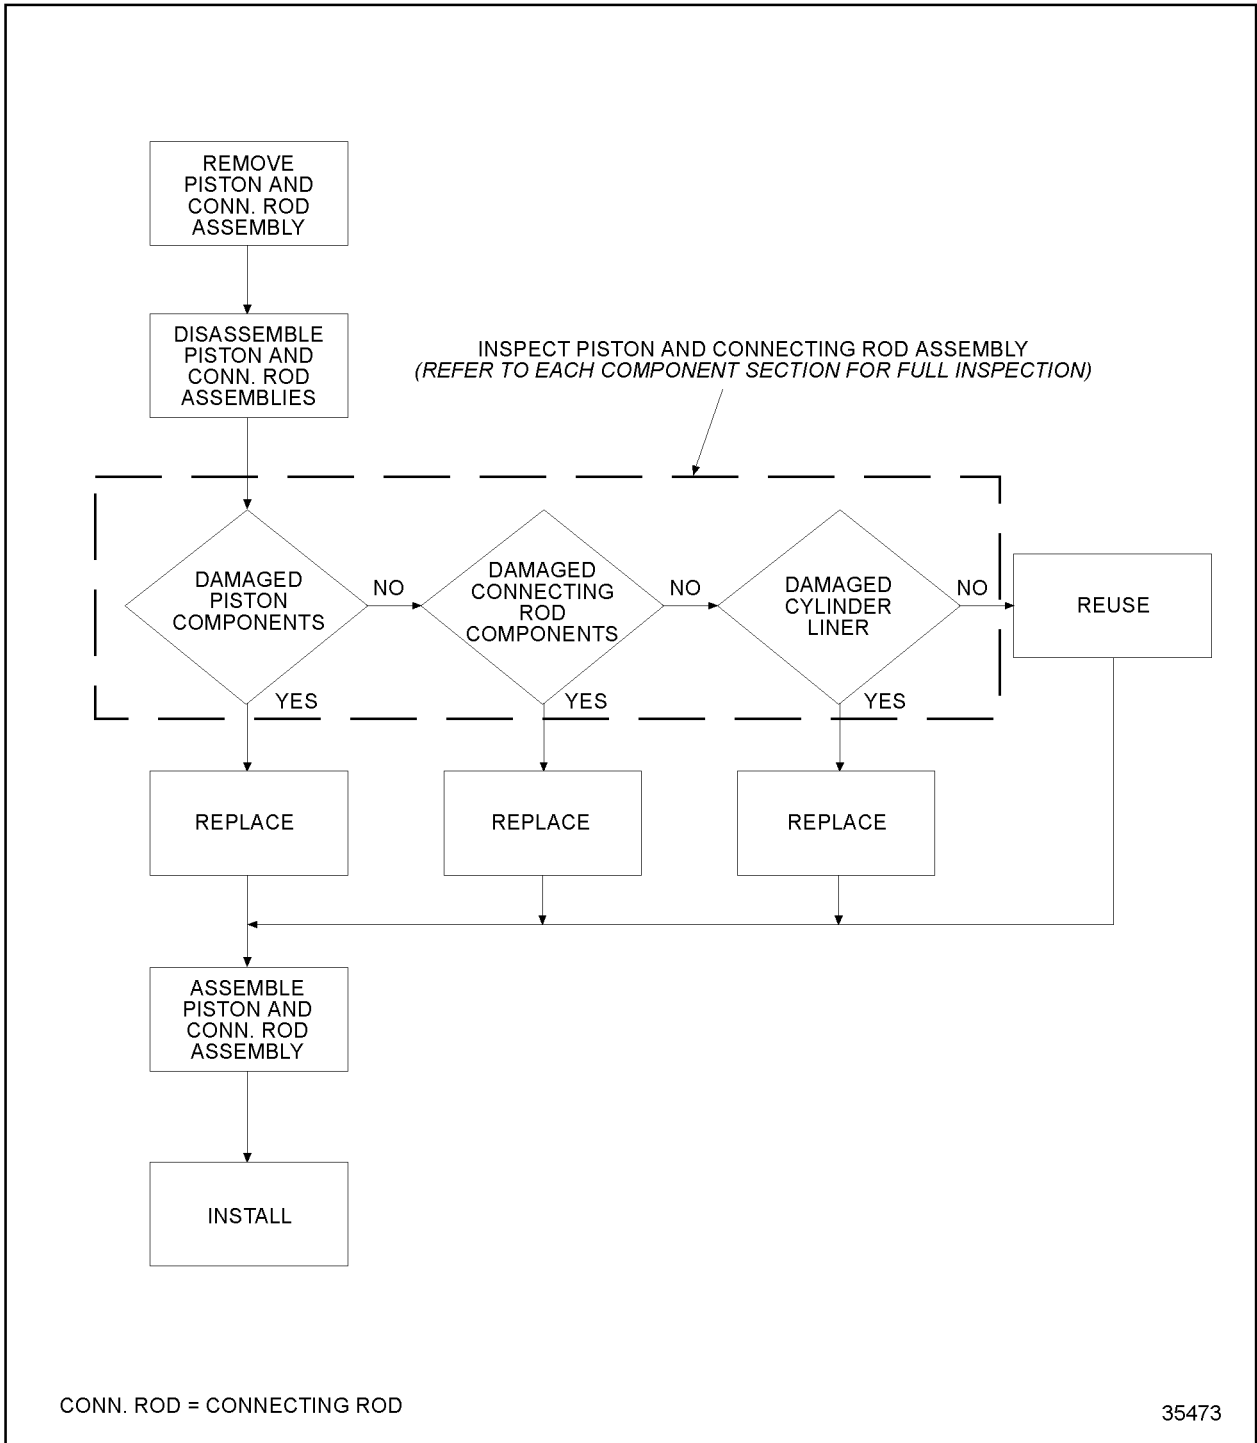 REMOVE
PISTON AND
CONN. ROD
ASSEMBLY
DISASSEMBLE
PISTON AND
CONN. ROD
ASSEMBLIES
INSPECT PISTON AND CONNECTING ROD ASSEMBLY
(REFER TO EACH COMPONENT SECTION FOR FULL INSPECTION)
DAMAGED
PISTON
COMPONENTS
NO
YES
DAMAGED
CONNECTING
ROD
COMPONENTS
NO
YES
DAMAGED
CYLINDER
LINER
NO
YES
REUSE
REPLACE
REPLACE
REPLACE
ASSEMBLE
PISTON AND
CONN. ROD
ASSEMBLY
INSTALL
CONN. ROD = CONNECTING ROD
35473